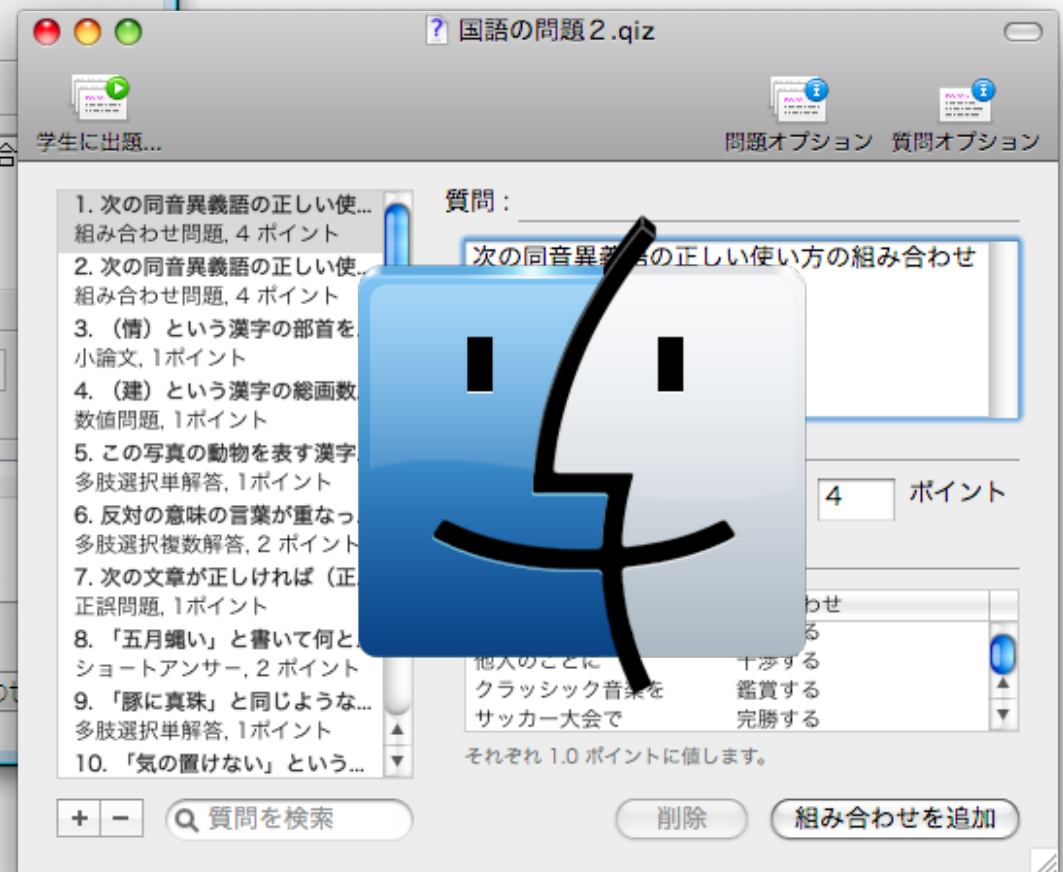 国語の問題２.qiz
学生に出題...
問題オプション 質問オプション
1. 次の同音異義語の正しい使...
組み合わせ問題, 4 ポイント
2. 次の同音異義語の正しい使...
組み合わせ問題, 4 ポイント
3. （情）という漢字の部首を
小論文, 1ポイント
4. （建）という漢字の総画数
数値問題, 1ポイント
5. この写真の動物を表す漢字
多肢選択単解答, 1ポイント
6. 反対の意味の言葉が重なっ
多肢選択複数解答, 2 ポイント
7. 次の文章が正しければ（正
正誤問題, 1ポイント
8. 「五月蝿い」と書いて何と
ショートアンサー, 2 ポイント
9. 「豚に真珠」と同じような...
多肢選択単解答, 1ポイント
10. 「気の置けない」という...
質問を検索
質問 :
次の同音異義語の正しい使い方の組み合わせ
4 ポイント
わせ
る
他人のことに 干渉する
クラッシック音楽を 鑑賞する
サッカー大会で 完勝する
それぞれ 1.0 ポイントに値します。
削除 組み合わせを追加